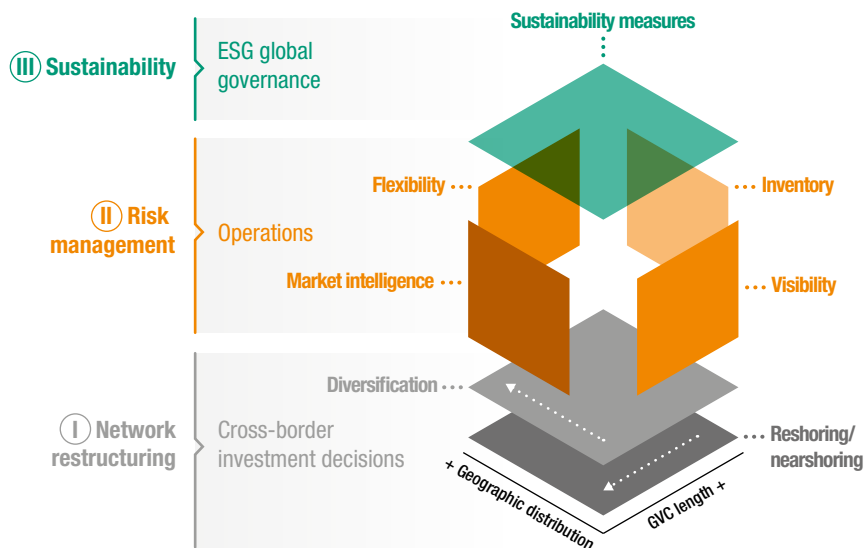 Sustainability measures
III Sustainability
ESG global
governance
Flexibility
Inventory
II Risk
management
Operations
Market intelligence
Visibility
Diversification
I Network
restructuring
Cross-border
investment decisions
Reshoring/
nearshoring
+ Geographic distribution
GVC length +